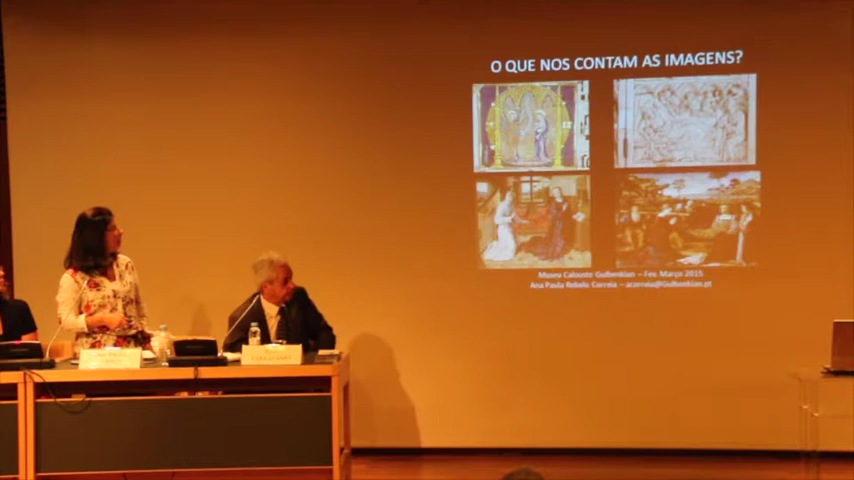 O QUE NOS CONTAM AS IMAGENS?
Museu Calouste Gulbenkian – Fev. Março 2015
Ana Paula Rebelo Correia – acorreia@Gulbenkian.pt